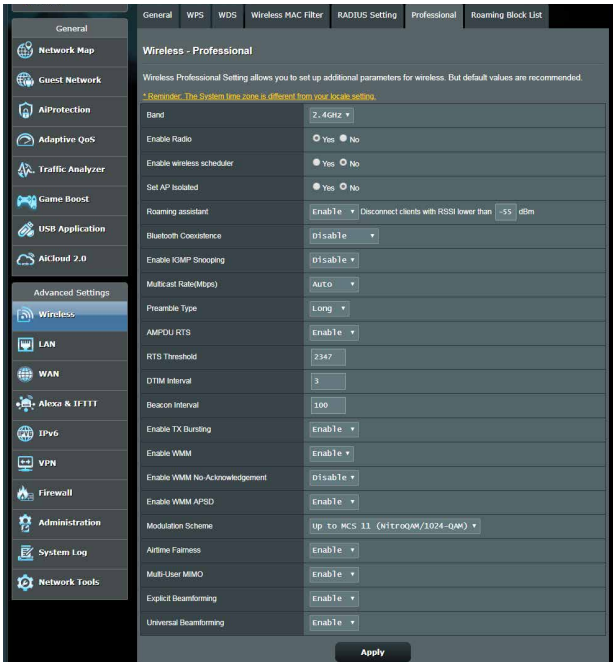 General WPS WDS Wireless MAC Filter RADIUS Setting Professional Roaming Block List
General
Network Map
Guest Network
AiProtection
Adaptive QoS
Traffic Analyzer
Game Boost
USB Application
AiCloud 2.0
Advanced Settings
Wireless
LAN
WAN
Alexa & IFTTT
IPv6
VPN
Firewall
Administration
System Log
Network Tools
Wireless - Professional
Wireless Professional Setting allows you to set up additional parameters for wireless. But default values are recommended.
* Reminder: The System time zone is different from your locale setting.
Band 2.4GHz
Enable Radio Yes No
Enable wireless scheduler Yes No
Set AP Isolated Yes No
Roaming assistant Enable Disconnect clients with RSSI lower than -55 dBm
Bluetooth Coexistence Disable
Enable IGMP Snooping Disable
Multicast Rate(Mbps) Auto
Preamble Type Long
AMPDU RTS Enable
RTS Threshold 2347
DTIM Interval 3
Beacon Interval 100
Enable TX Bursting Enable
Enable WMM Enable
Enable WMM No-Acknowledgement Disable
Enable WMM APSD Enable
Modulation Scheme Up to MCS 11 (NitroQAM/1024-QAM)
Airtime Fairness Enable
Multi-User MIMO Enable
Explicit Beamforming Enable
Universal Beamforming Enable
Apply